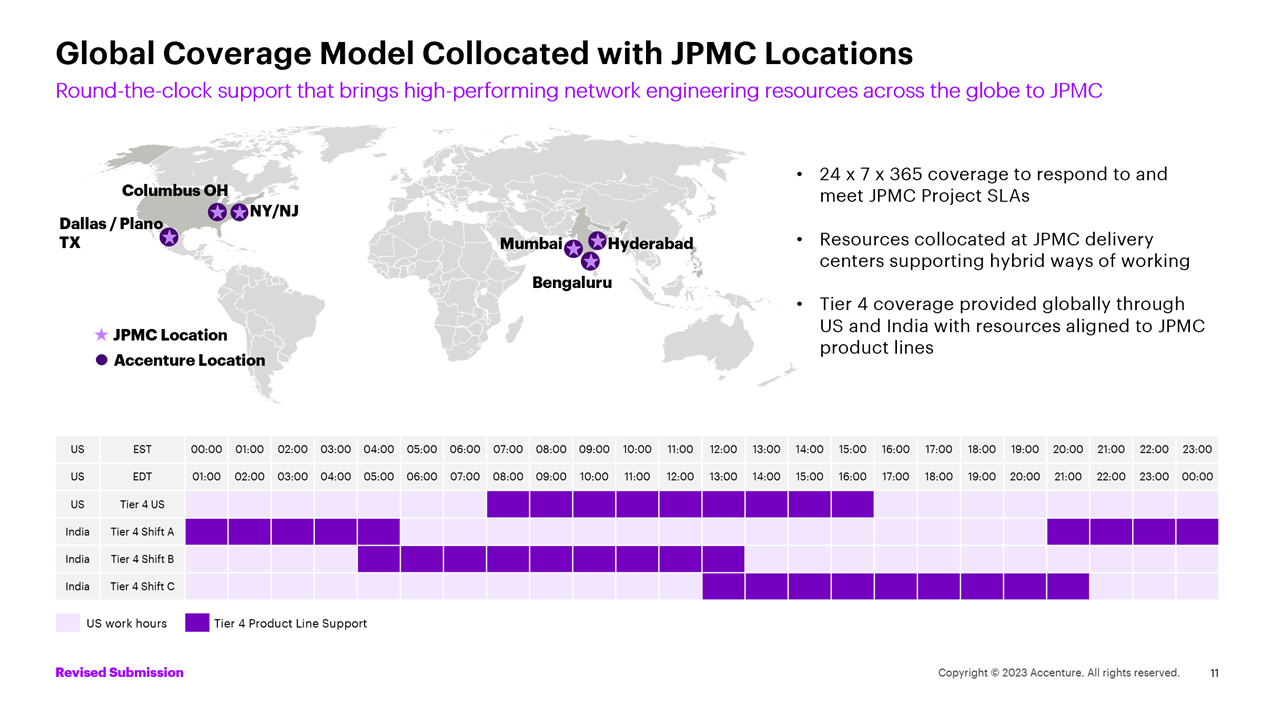 Global Coverage Model Collocated with JPMC Locations
Round-the-clock support that brings high-performing network engineering resources across the globe to JPMC
Columbus OH
NY/NJ
Dallas / Plano
TX
Mumbai
Hyderabad
Bengaluru
JPMC Location
Accenture Location
• 24 x 7 x 365 coverage to respond to and
meet JPMC Project SLAs
• Resources collocated at JPMC delivery
centers supporting hybrid ways of working
• Tier 4 coverage provided globally through
US and India with resources aligned to JPMC
product lines
US EST 00:00 01:00 02:00 03:00 04:00 05:00 06:00 07:00 08:00 09:00 10:00 11:00 12:00 13:00 14:00 15:00 16:00 17:00 18:00 19:00 20:00 21:00 22:00 23:00
US EDT 01:00 02:00 03:00 04:00 05:00 06:00 07:00 08:00 09:00 10:00 11:00 12:00 13:00 14:00 15:00 16:00 17:00 18:00 19:00 20:00 21:00 22:00 23:00 00:00
US Tier 4 US
India Tier 4 Shift A
India Tier 4 Shift B
India Tier 4 Shift C
US work hours
Tier 4 Product Line Support
Revised Submission
Copyright © 2023 Accenture. All rights reserved. 11